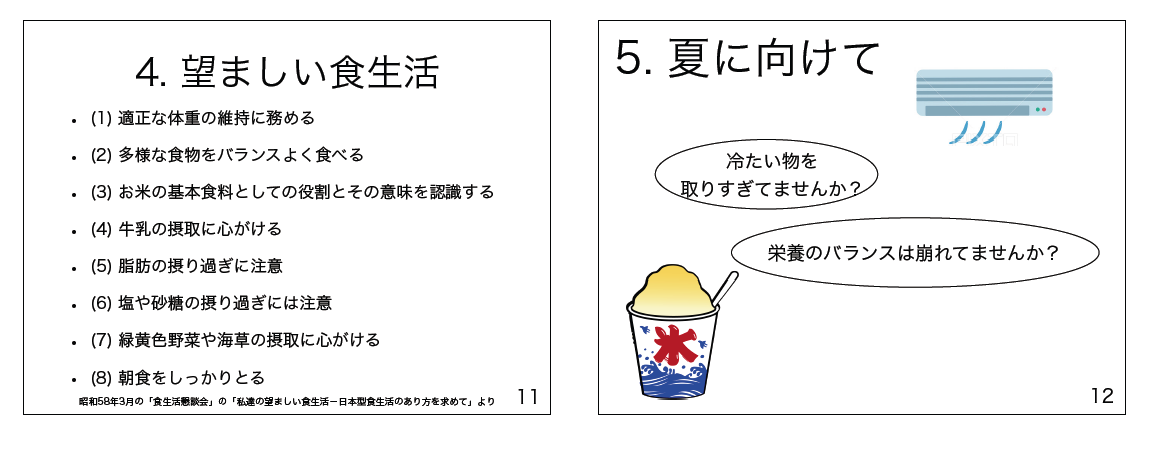 4. 望ましい食生活
• (1) 適正な体重の維持に務める
• (2) 多様な食物をバランスよく食べる
• (3) お米の基本食料としての役割とその意味を認識する
• (4) 牛乳の摂取に心がける
• (5) 脂肪の摂り過ぎに注意
• (6) 塩や砂糖の摂り過ぎには注意
• (7) 緑黄色野菜や海草の摂取に心がける
• (8) 朝食をしっかりとる
昭和58年3月の「食生活懇談会」の「私達の望ましい食生活−日本型食生活のあり方を求めて」より
11
5. 夏に向けて
冷たい物を
取りすぎてませんか？
栄養のバランスは崩れてませんか？
氷
12